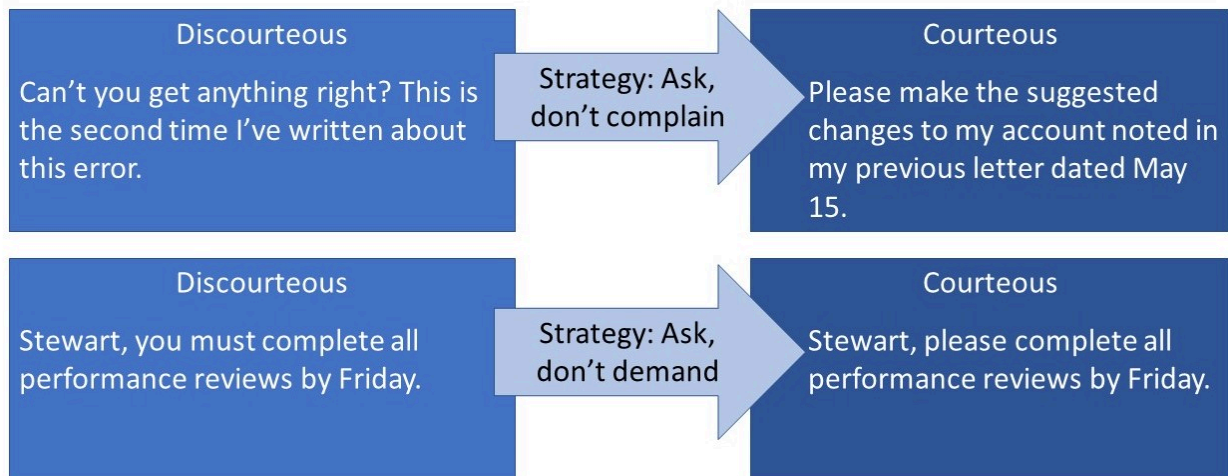 Discourteous
Can’t you get anything right? This is
the second time I’ve written about
this error.
Strategy: Ask,
don’t complain
Courteous
Please make the suggested
changes to my account noted in
my previous letter dated May
15.
Discourteous
Stewart, you must complete all
performance reviews by Friday.
Strategy: Ask,
don’t demand
Courteous
Stewart, please complete all
performance reviews by Friday.